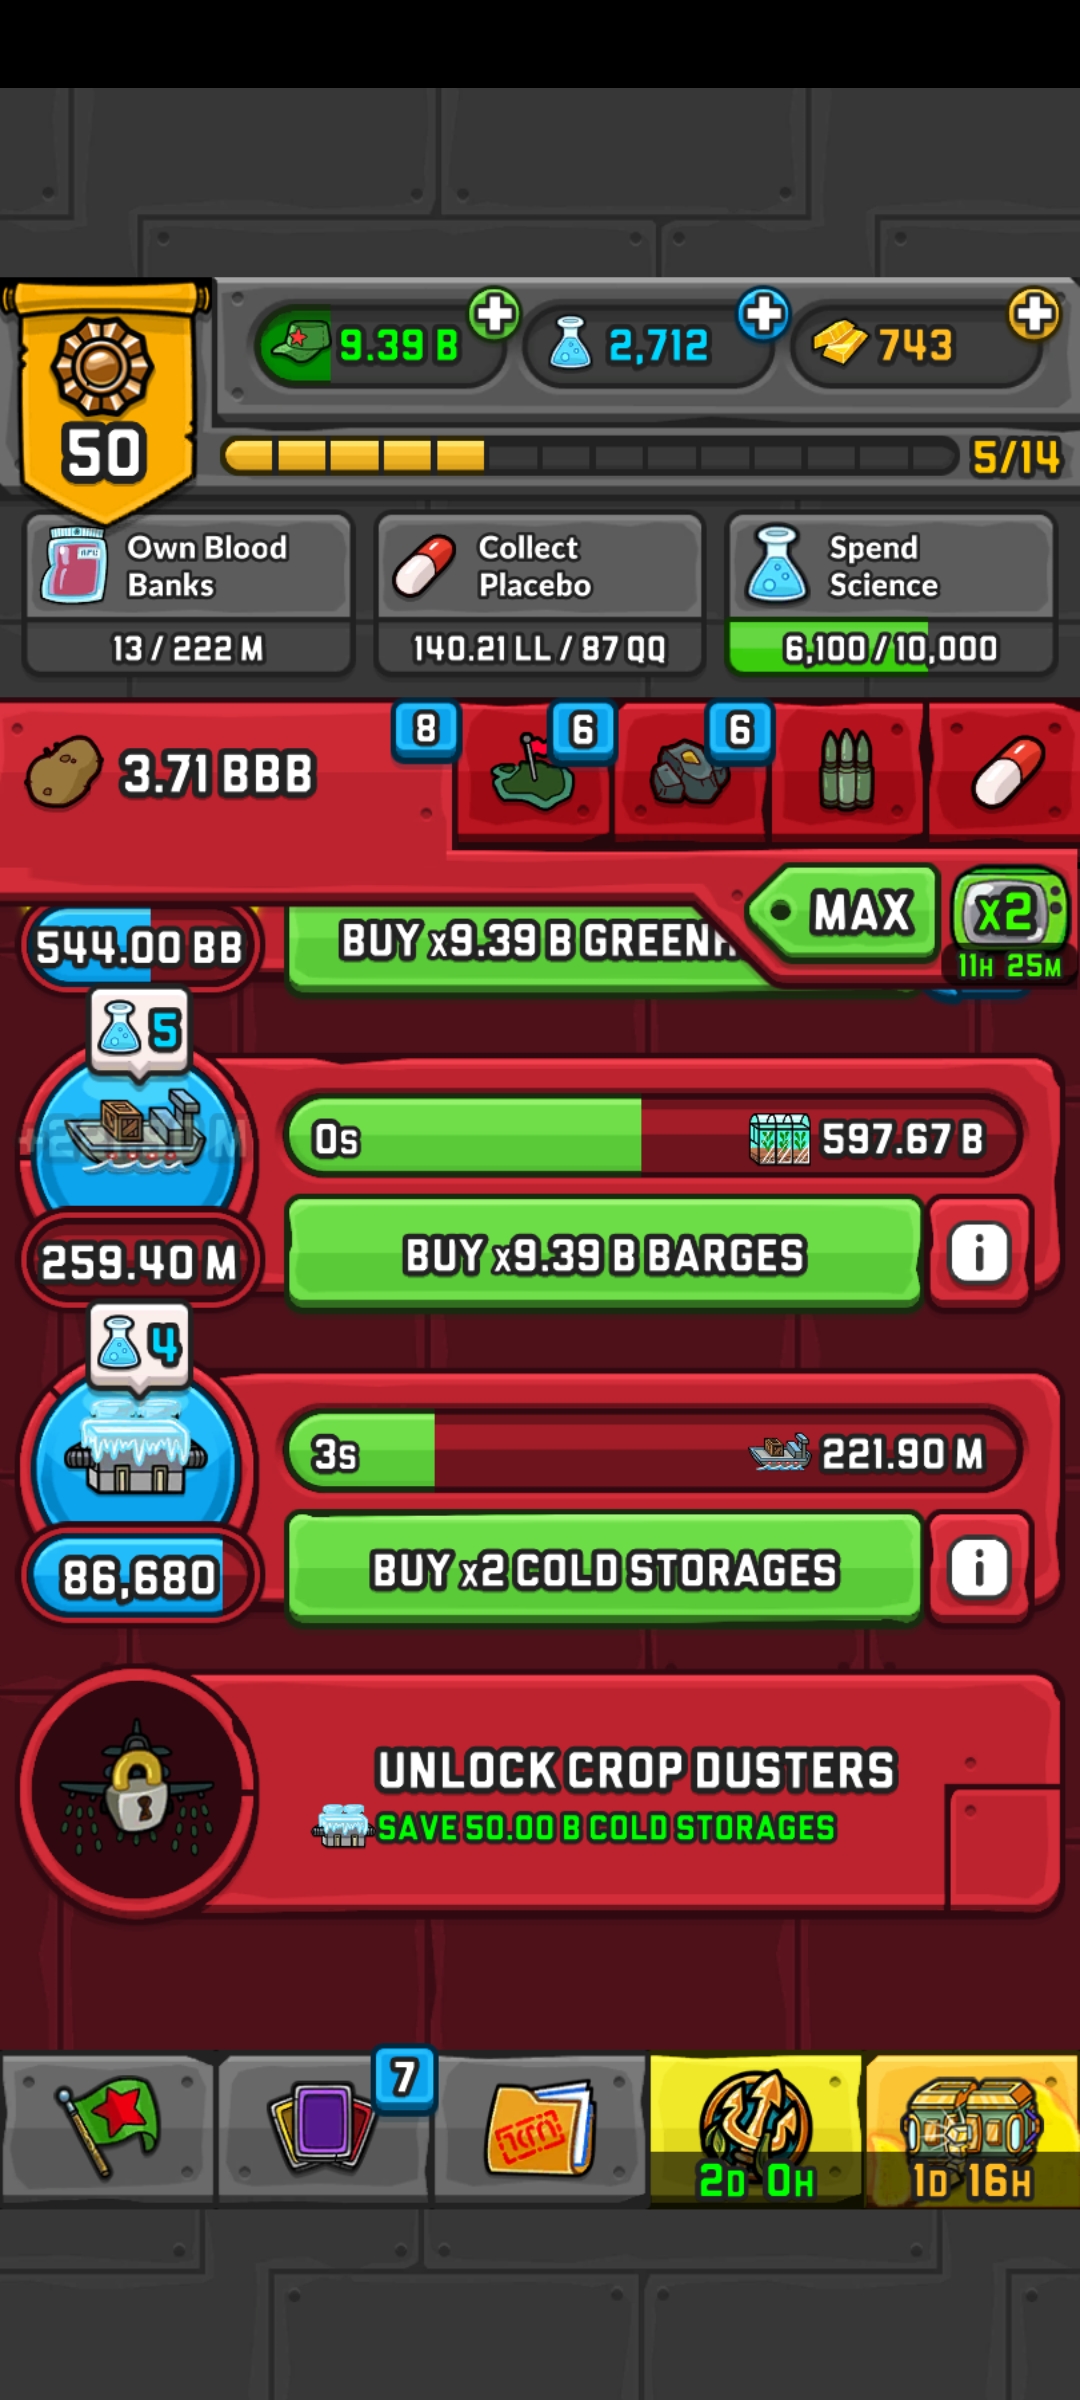 9.39 B
2,712
743
50
5/14
Own Blood
Banks
13 / 222 M
Collect
Placebo
140.21 LL / 87 QQ
Spend
Science
6,100 / 10,000
3.71 BBB
8
6
6
MAX
x2
11H 25M
544.00 BB
BUY x9.39 B GREENH
5
0s
597.67 B
259.40 M
BUY x9.39 B BARGES
i
4
3s
221.90 M
86,680
BUY x2 COLD STORAGES
i
UNLOCK CROP DUSTERS
SAVE 50.00 B COLD STORAGES
7
2D 0H
1D 16H